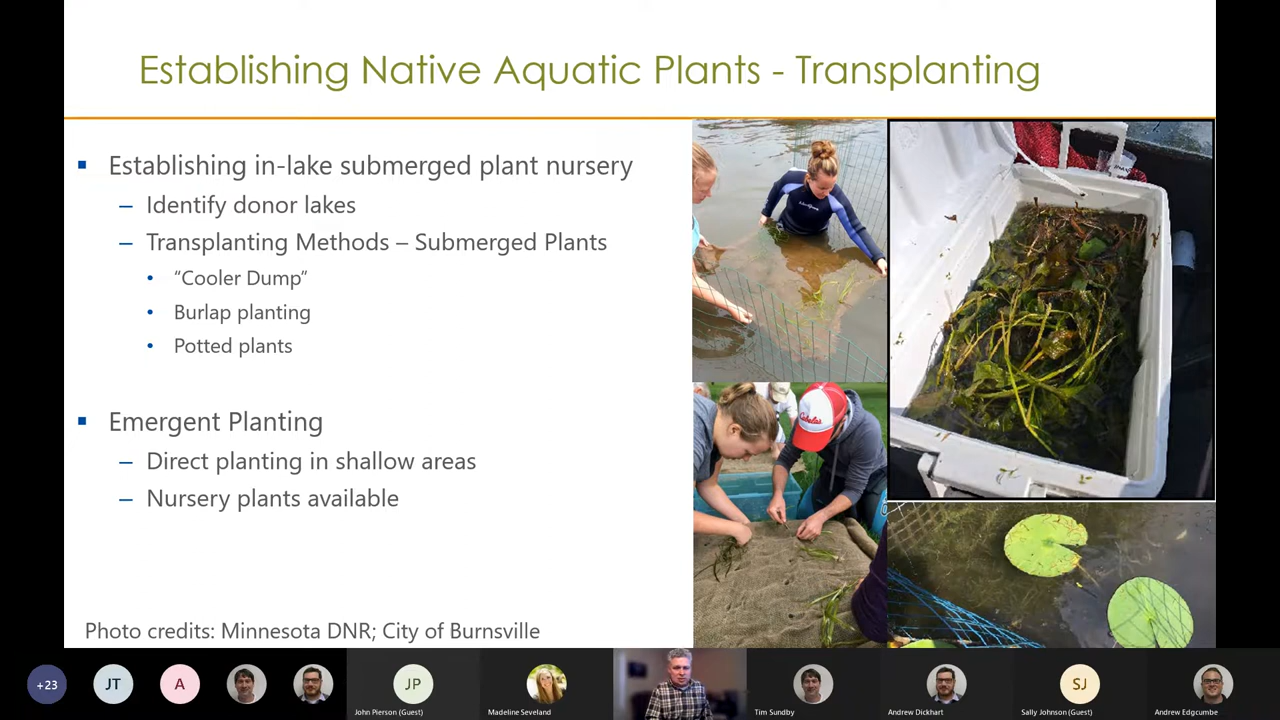 Establishing Native Aquatic Plants - Transplanting
Establishing in-lake submerged plant nursery
– Identify donor lakes
– Transplanting Methods – Submerged Plants
• “Cooler Dump”
• Burlap planting
• Potted plants
Emergent Planting
– Direct planting in shallow areas
– Nursery plants available
Photo credits: Minnesota DNR; City of Burnsville
+23
JT
A
JP
SJ
John Pierson (Guest)
Madeline Seveland
Tim Sundby
Andrew Dickhart
Sally Johnson (Guest)
Andrew Edgcumbe